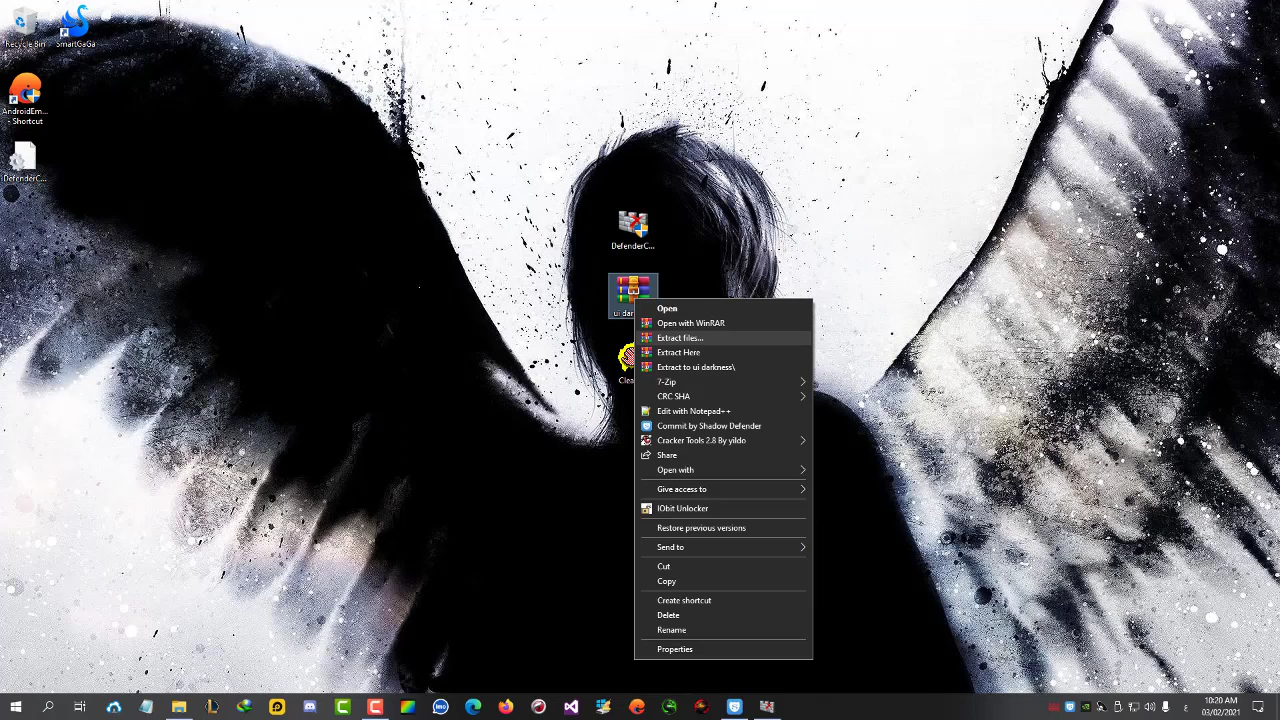 Recycle Bin
SmartGaGa
AndroidEm...
- Shortcut
DefenderC...
DefenderC...
ui dar
Clea
Open
Open with WinRAR
Extract files...
Extract Here
Extract to ui darkness\
7-Zip
CRC SHA
Edit with Notepad++
Commit by Shadow Defender
Cracker Tools 2.8 By yildo
Share
Open with
Give access to
IObit Unlocker
Restore previous versions
Send to
Cut
Copy
Create shortcut
Delete
Rename
Properties
ع
10:20 AM
03/02/2021